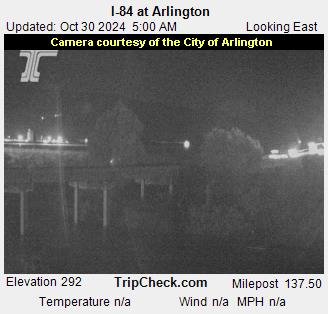 I-84 at Arlington
Updated: Oct 30 2024 5:00 AM Looking East
Camera courtesy of the City of Arlington
Elevation 292 TripCheck.com Milepost 137.50
Temperature n/a Wind n/a MPH n/a